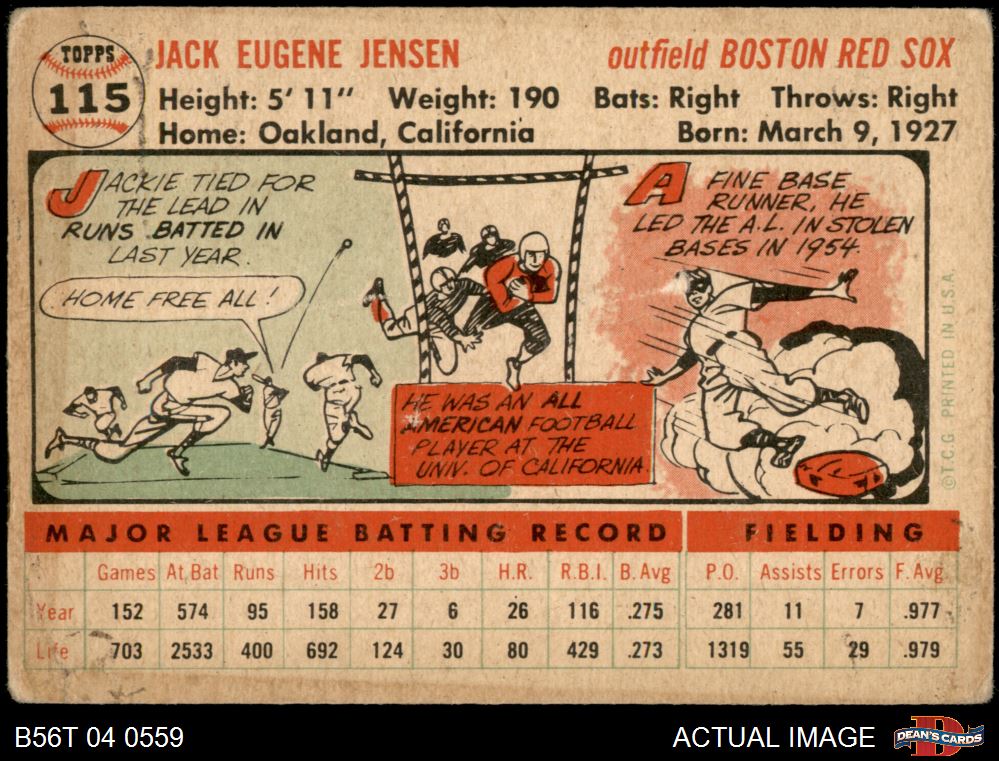 TOPPS
115
JACK EUGENE JENSEN
outfield BOSTON RED SOX
Height: 5' 11" Weight: 190 Bats: Right Throws: Right
Home: Oakland, California Born: March 9, 1927
JACKIE TIED FOR
THE LEAD IN
RUNS BATTED IN
LAST YEAR.
HOME FREE ALL!
HE WAS AN ALL
AMERICAN FOOTBALL
PLAYER AT THE
UNIV. OF CALIFORNIA.
A FINE BASE
RUNNER, HE
LED THE A.L. IN STOLEN
BASES IN 1954.
©T.C.G. PRINTED IN U.S.A.
MAJOR LEAGUE BATTING RECORD FIELDING
Games At Bat Runs Hits 2b 3b H.R. R.B.I. B. Avg P.O. Assists Errors F. Avg.
Year 152 574 95 158 27 6 26 116 .275 281 11 7 .977
Life 703 2533 400 692 124 30 80 429 .273 1319 55 29 .979
B56T 04 0559
ACTUAL IMAGE
DEAN'S CARDS